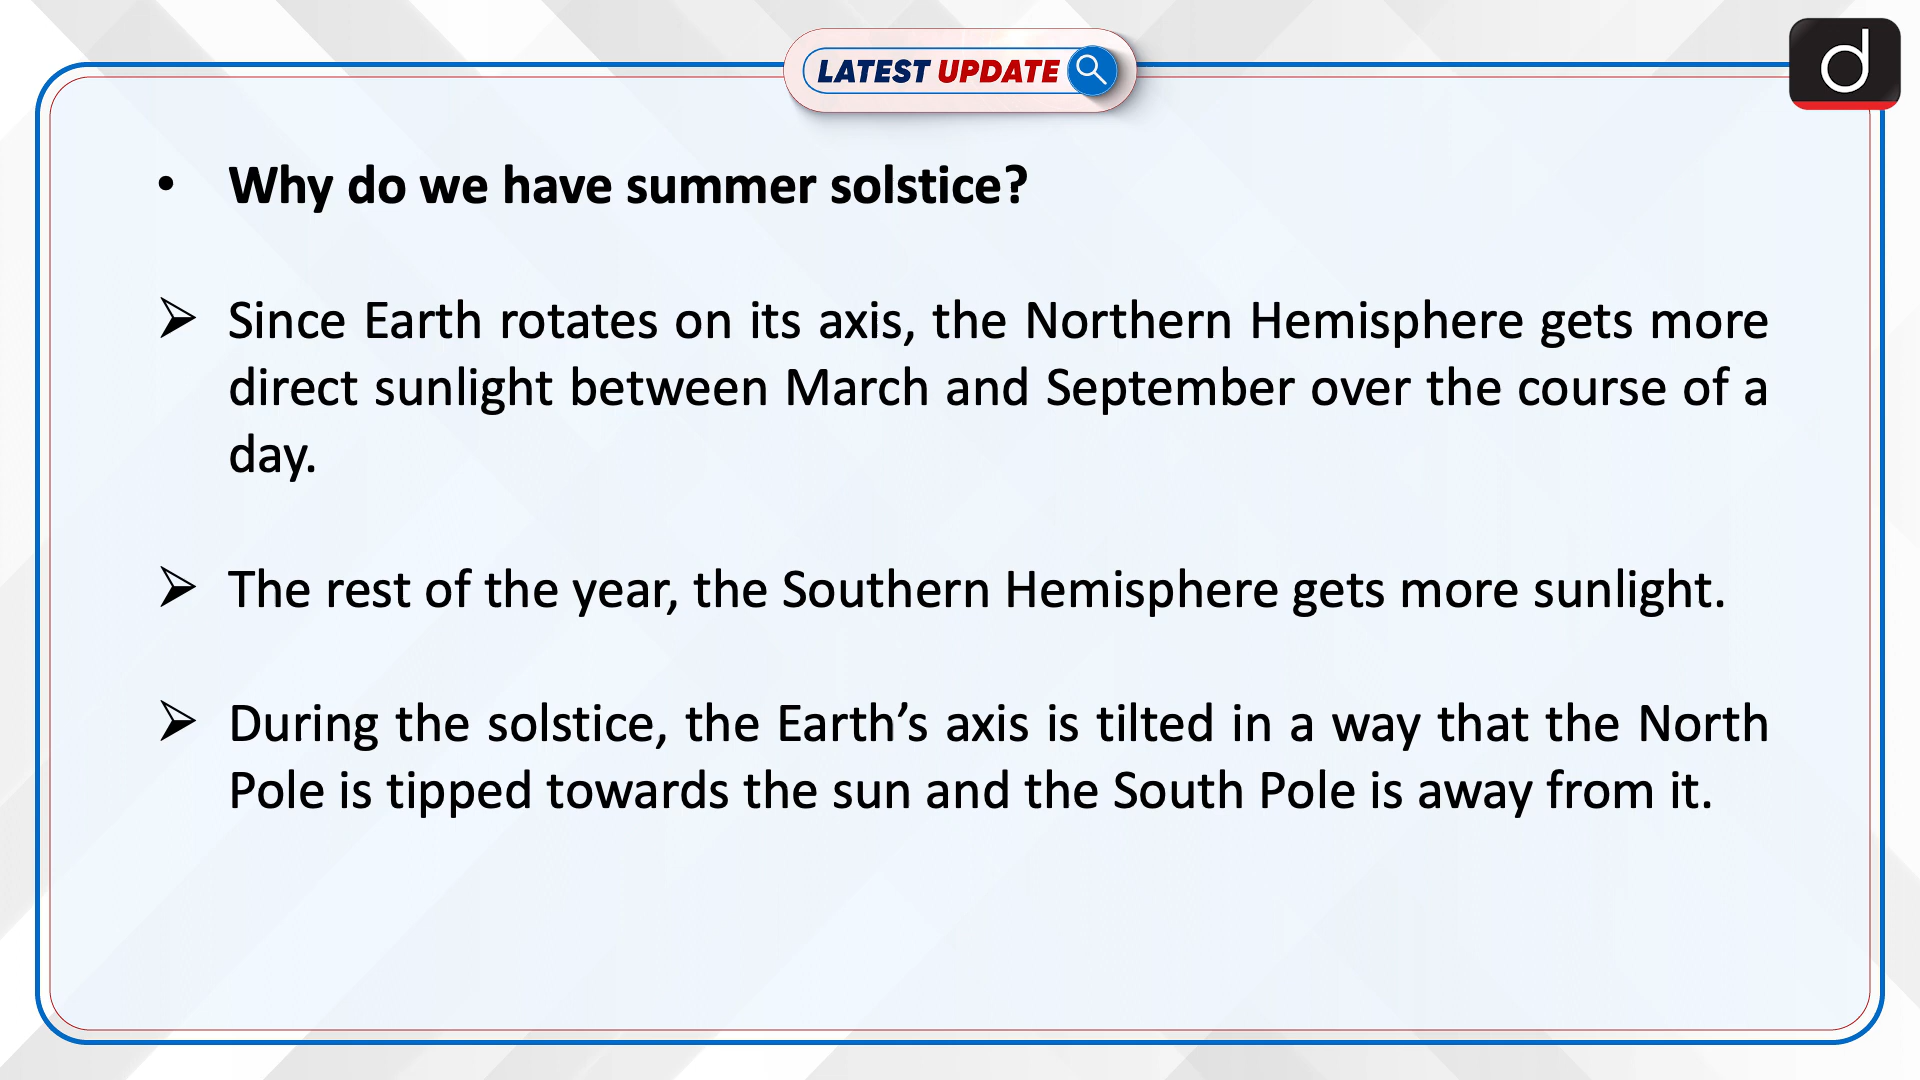 LATEST UPDATE
d
• Why do we have summer solstice?
➢ Since Earth rotates on its axis, the Northern Hemisphere gets more
direct sunlight between March and September over the course of a
day.
➢ The rest of the year, the Southern Hemisphere gets more sunlight.
➢ During the solstice, the Earth’s axis is tilted in a way that the North
Pole is tipped towards the sun and the South Pole is away from it.